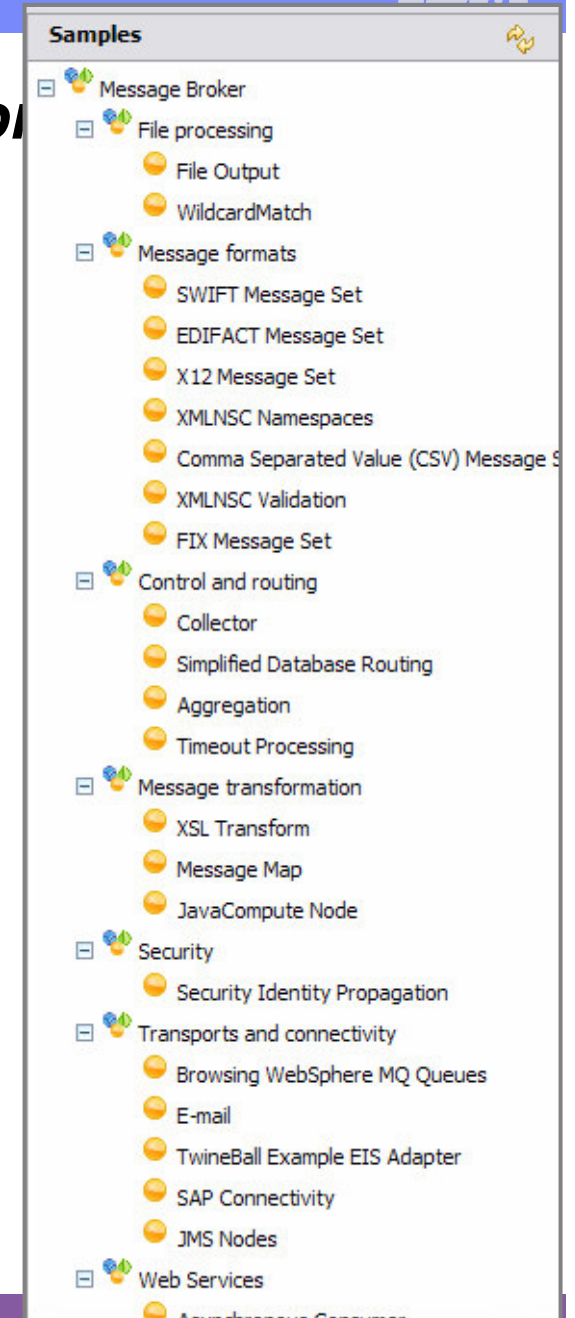 Samples
Message Broker
File processing
File Output
WildcardMatch
Message formats
SWIFT Message Set
EDIFACT Message Set
X12 Message Set
XMLNSC Namespaces
Comma Separated Value (CSV) Message S
XMLNSC Validation
FIX Message Set
Control and routing
Collector
Simplified Database Routing
Aggregation
Timeout Processing
Message transformation
XSL Transform
Message Map
JavaCompute Node
Security
Security Identity Propagation
Transports and connectivity
Browsing WebSphere MQ Queues
E-mail
TwineBall Example EIS Adapter
SAP Connectivity
JMS Nodes
Web Services
Asynchronous Consumer